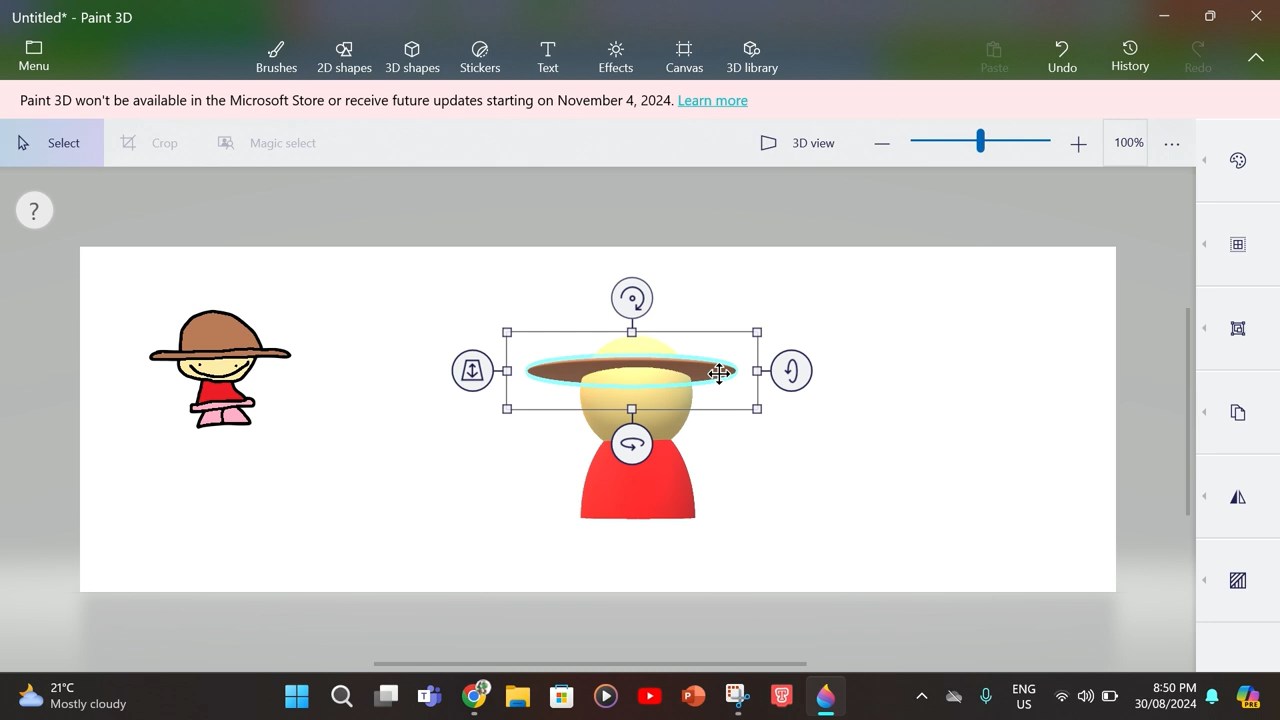 Untitled* - Paint 3D
Menu
Brushes 2D shapes 3D shapes Stickers Text Effects Canvas 3D library Paste Undo History Redo
Paint 3D won't be available in the Microsoft Store or receive future updates starting on November 4, 2024. Learn more
Select Crop Magic select 3D view 100%
?
21°C
Mostly cloudy
ENG
US
8:50 PM
30/08/2024
PRE